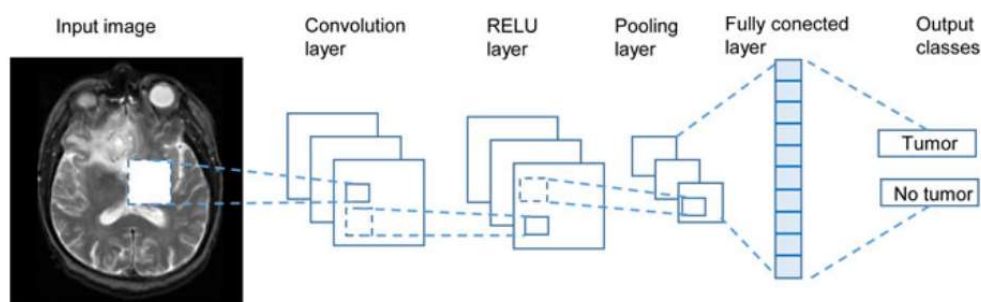 Input image
Convolution
layer
RELU
layer
Pooling
layer
Fully conected
layer
Output
classes
Tumor
No tumor